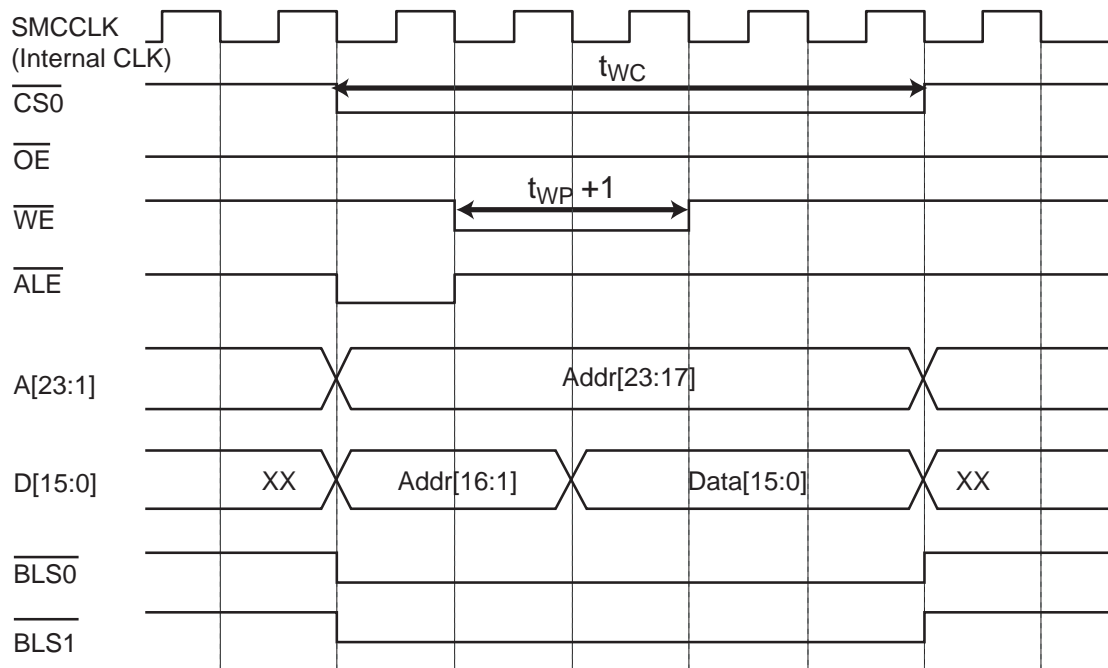 SMCCLK
(Internal CLK)
tWC
CS0
OE
tWP +1
WE
ALE
A[23:1]
Addr[23:17]
D[15:0]
XX
Addr[16:1]
Data[15:0]
XX
BLS0
BLS1